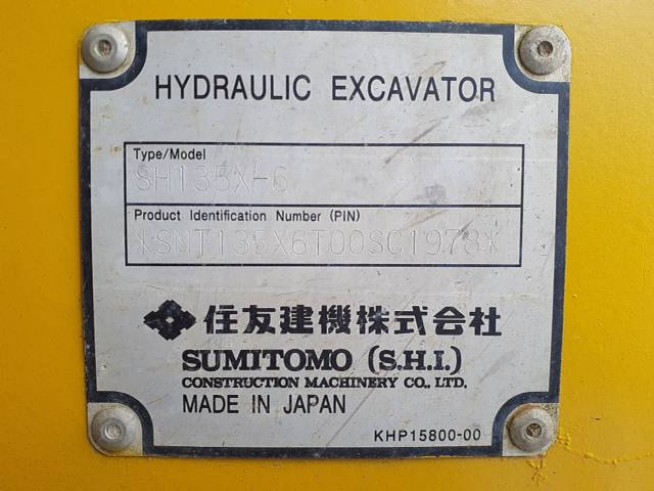 HYDRAULIC EXCAVATOR
Type/Model
SH135X-6
Product Identification Number (PIN)
住友建機株式会社
SUMITOMO (S.H.I.)
CONSTRUCTION MACHINERY CO., LTD.
MADE IN JAPAN
KHP15800-00